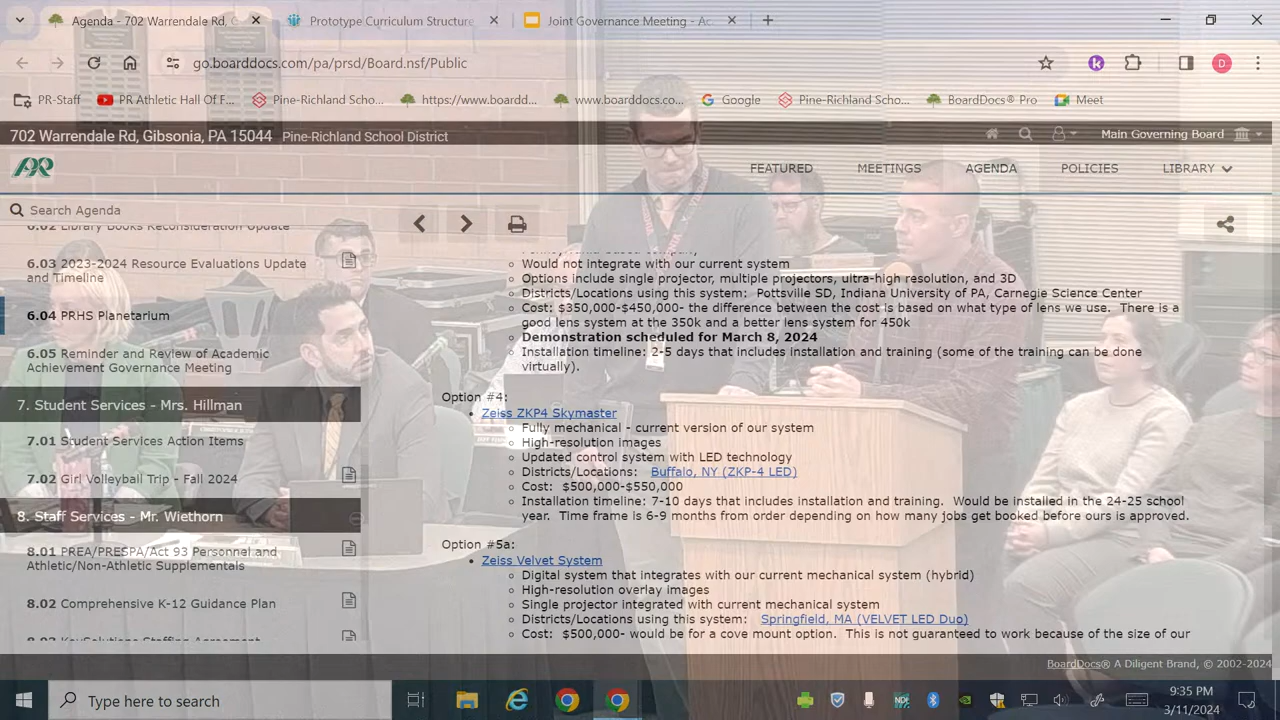 Agenda - 702 Warrendale Rd, G
Prototype Curriculum Structure
Joint Governance Meeting - Ac
go.boarddocs.com/pa/prsd/Board.nsf/Public
PR-Staff
PR Athletic Hall Of F...
Pine-Richland Scho...
https://www.boardd...
www.boarddocs.co...
Google
Pine-Richland Scho...
BoardDocs® Pro
Meet
702 Warrendale Rd, Gibsonia, PA 15044 Pine-Richland School District
Main Governing Board
PR
FEATURED
MEETINGS
AGENDA
POLICIES
LIBRARY
Search Agenda
6.02 Library Books Reconsideration Update
6.03 2023-2024 Resource Evaluations Update
and Timeline
6.04 PRHS Planetarium
6.05 Reminder and Review of Academic
Achievement Governance Meeting
7. Student Services - Mrs. Hillman
7.01 Student Services Action Items
7.02 Girl Volleyball Trip - Fall 2024
8. Staff Services - Mr. Wiethorn
8.01 PREA/PRESPA/Act 93 Personnel and
Athletic/Non-Athletic Supplementals
8.02 Comprehensive K-12 Guidance Plan
8.03 KeySolutions Staffing Agreement
Pennsylvania based company
Would not integrate with our current system
Options include single projector, multiple projectors, ultra-high resolution, and 3D
Districts/Locations using this system: Pottsville SD, Indiana University of PA, Carnegie Science Center
Cost: $350,000-$450,000- the difference between the cost is based on what type of lens we use. There is a
good lens system at the 350k and a better lens system for 450k
Demonstration scheduled for March 8, 2024
Installation timeline: 2-5 days that includes installation and training (some of the training can be done
virtually).
Option #4:
Zeiss ZKP4 Skymaster
Fully mechanical - current version of our system
High-resolution images
Updated control system with LED technology
Districts/Locations: Buffalo, NY (ZKP-4 LED)
Cost: $500,000-$550,000
Installation timeline: 7-10 days that includes installation and training. Would be installed in the 24-25 school
year. Time frame is 6-9 months from order depending on how many jobs get booked before ours is approved.
Option #5a:
Zeiss Velvet System
Digital system that integrates with our current mechanical system (hybrid)
High-resolution overlay images
Single projector integrated with current mechanical system
Districts/Locations using this system: Springfield, MA (VELVET LED Duo)
Cost: $500,000- would be for a cove mount option. This is not guaranteed to work because of the size of our
BoardDocs® A Diligent Brand, © 2002-2024
Type here to search
9:35 PM
3/11/2024